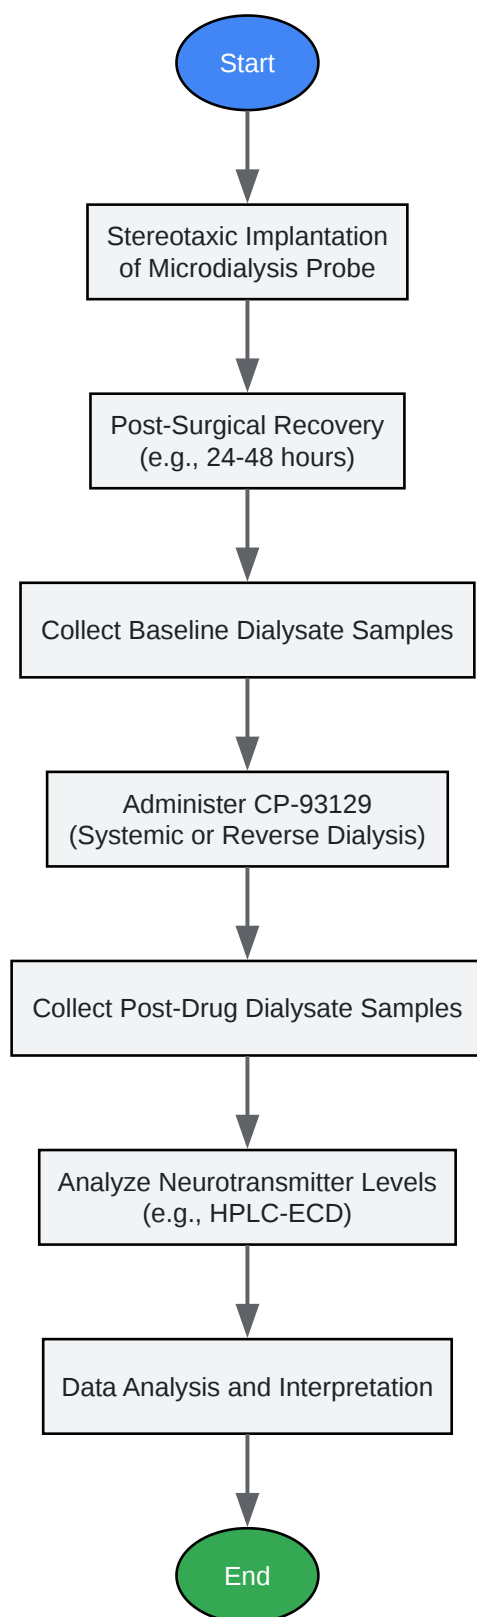 Start
Stereotaxic Implantation
of Microdialysis Probe
Post-Surgical Recovery
(e.g., 24-48 hours)
Collect Baseline Dialysate Samples
Administer CP-93129
(Systemic or Reverse Dialysis)
Collect Post-Drug Dialysate Samples
Analyze Neurotransmitter Levels
(e.g., HPLC-ECD)
Data Analysis and Interpretation
End